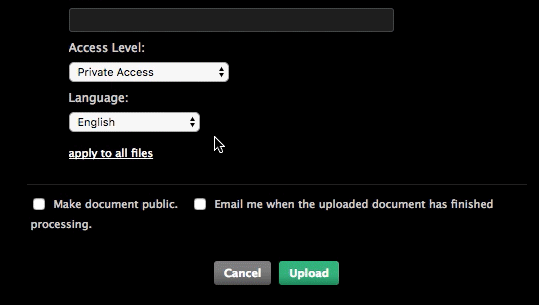 Access Level:
Private Access
Language:
English
apply to all files
Make document public. Email me when the uploaded document has finished
processing.
Cancel Upload